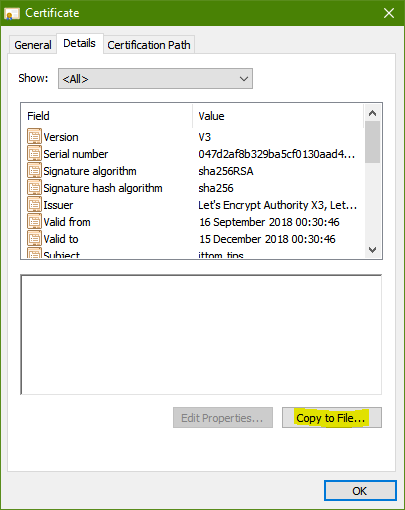 Certificate
General Details Certification Path
Show: <All>
Field Value
Version V3
Serial number 047d2af8b329ba5cf0130aad4...
Signature algorithm sha256RSA
Signature hash algorithm sha256
Issuer Let's Encrypt Authority X3, Let...
Valid from 16 September 2018 00:30:46
Valid to 15 December 2018 00:30:46
Subject ittom.tips
Edit Properties...
Copy to File...
OK